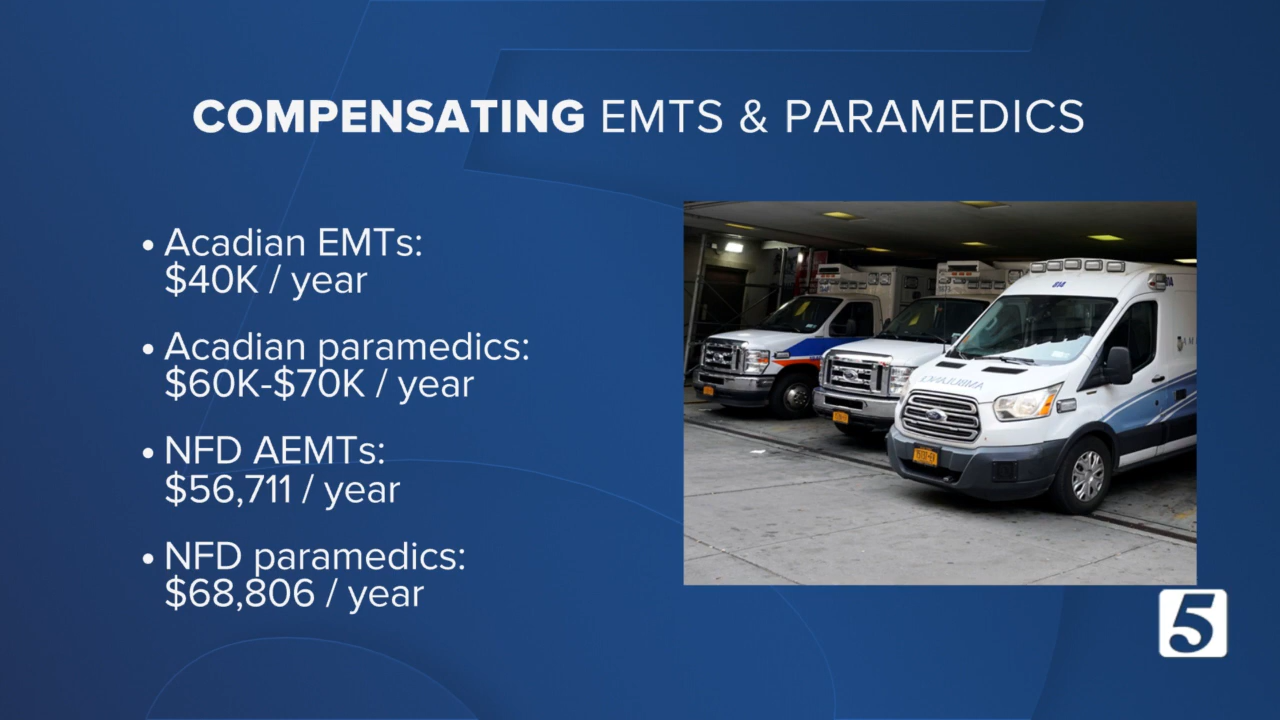 COMPENSATING EMTS & PARAMEDICS
• Acadian EMTs:
$40K / year
• Acadian paramedics:
$60K-$70K / year
• NFD AEMTs:
$56,711 / year
• NFD paramedics:
$68,806 / year
5